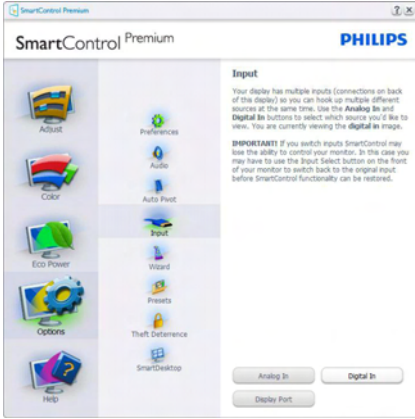 SmartControl Premium
SmartControl Premium
PHILIPS
Adjust
Color
Eco Power
Options
Help
Preferences
Audio
Auto Pivot
Input
Wizard
Presets
Theft Deterrence
SmartDesktop
Input
Your display has multiple inputs (connections on back
of this display) so you can hook up multiple different
sources at the same time. Use the Analog In and
Digital In buttons to select which source you'd like to
view. You are currently viewing the digital in image.
IMPORTANT! If you switch inputs SmartControl may
lose the ability to control your monitor. In this case you
may have to use the Input Select button on the front
of your monitor to switch back to the original input
before SmartControl functionality can be restored.
Analog In
Digital In
Display Port